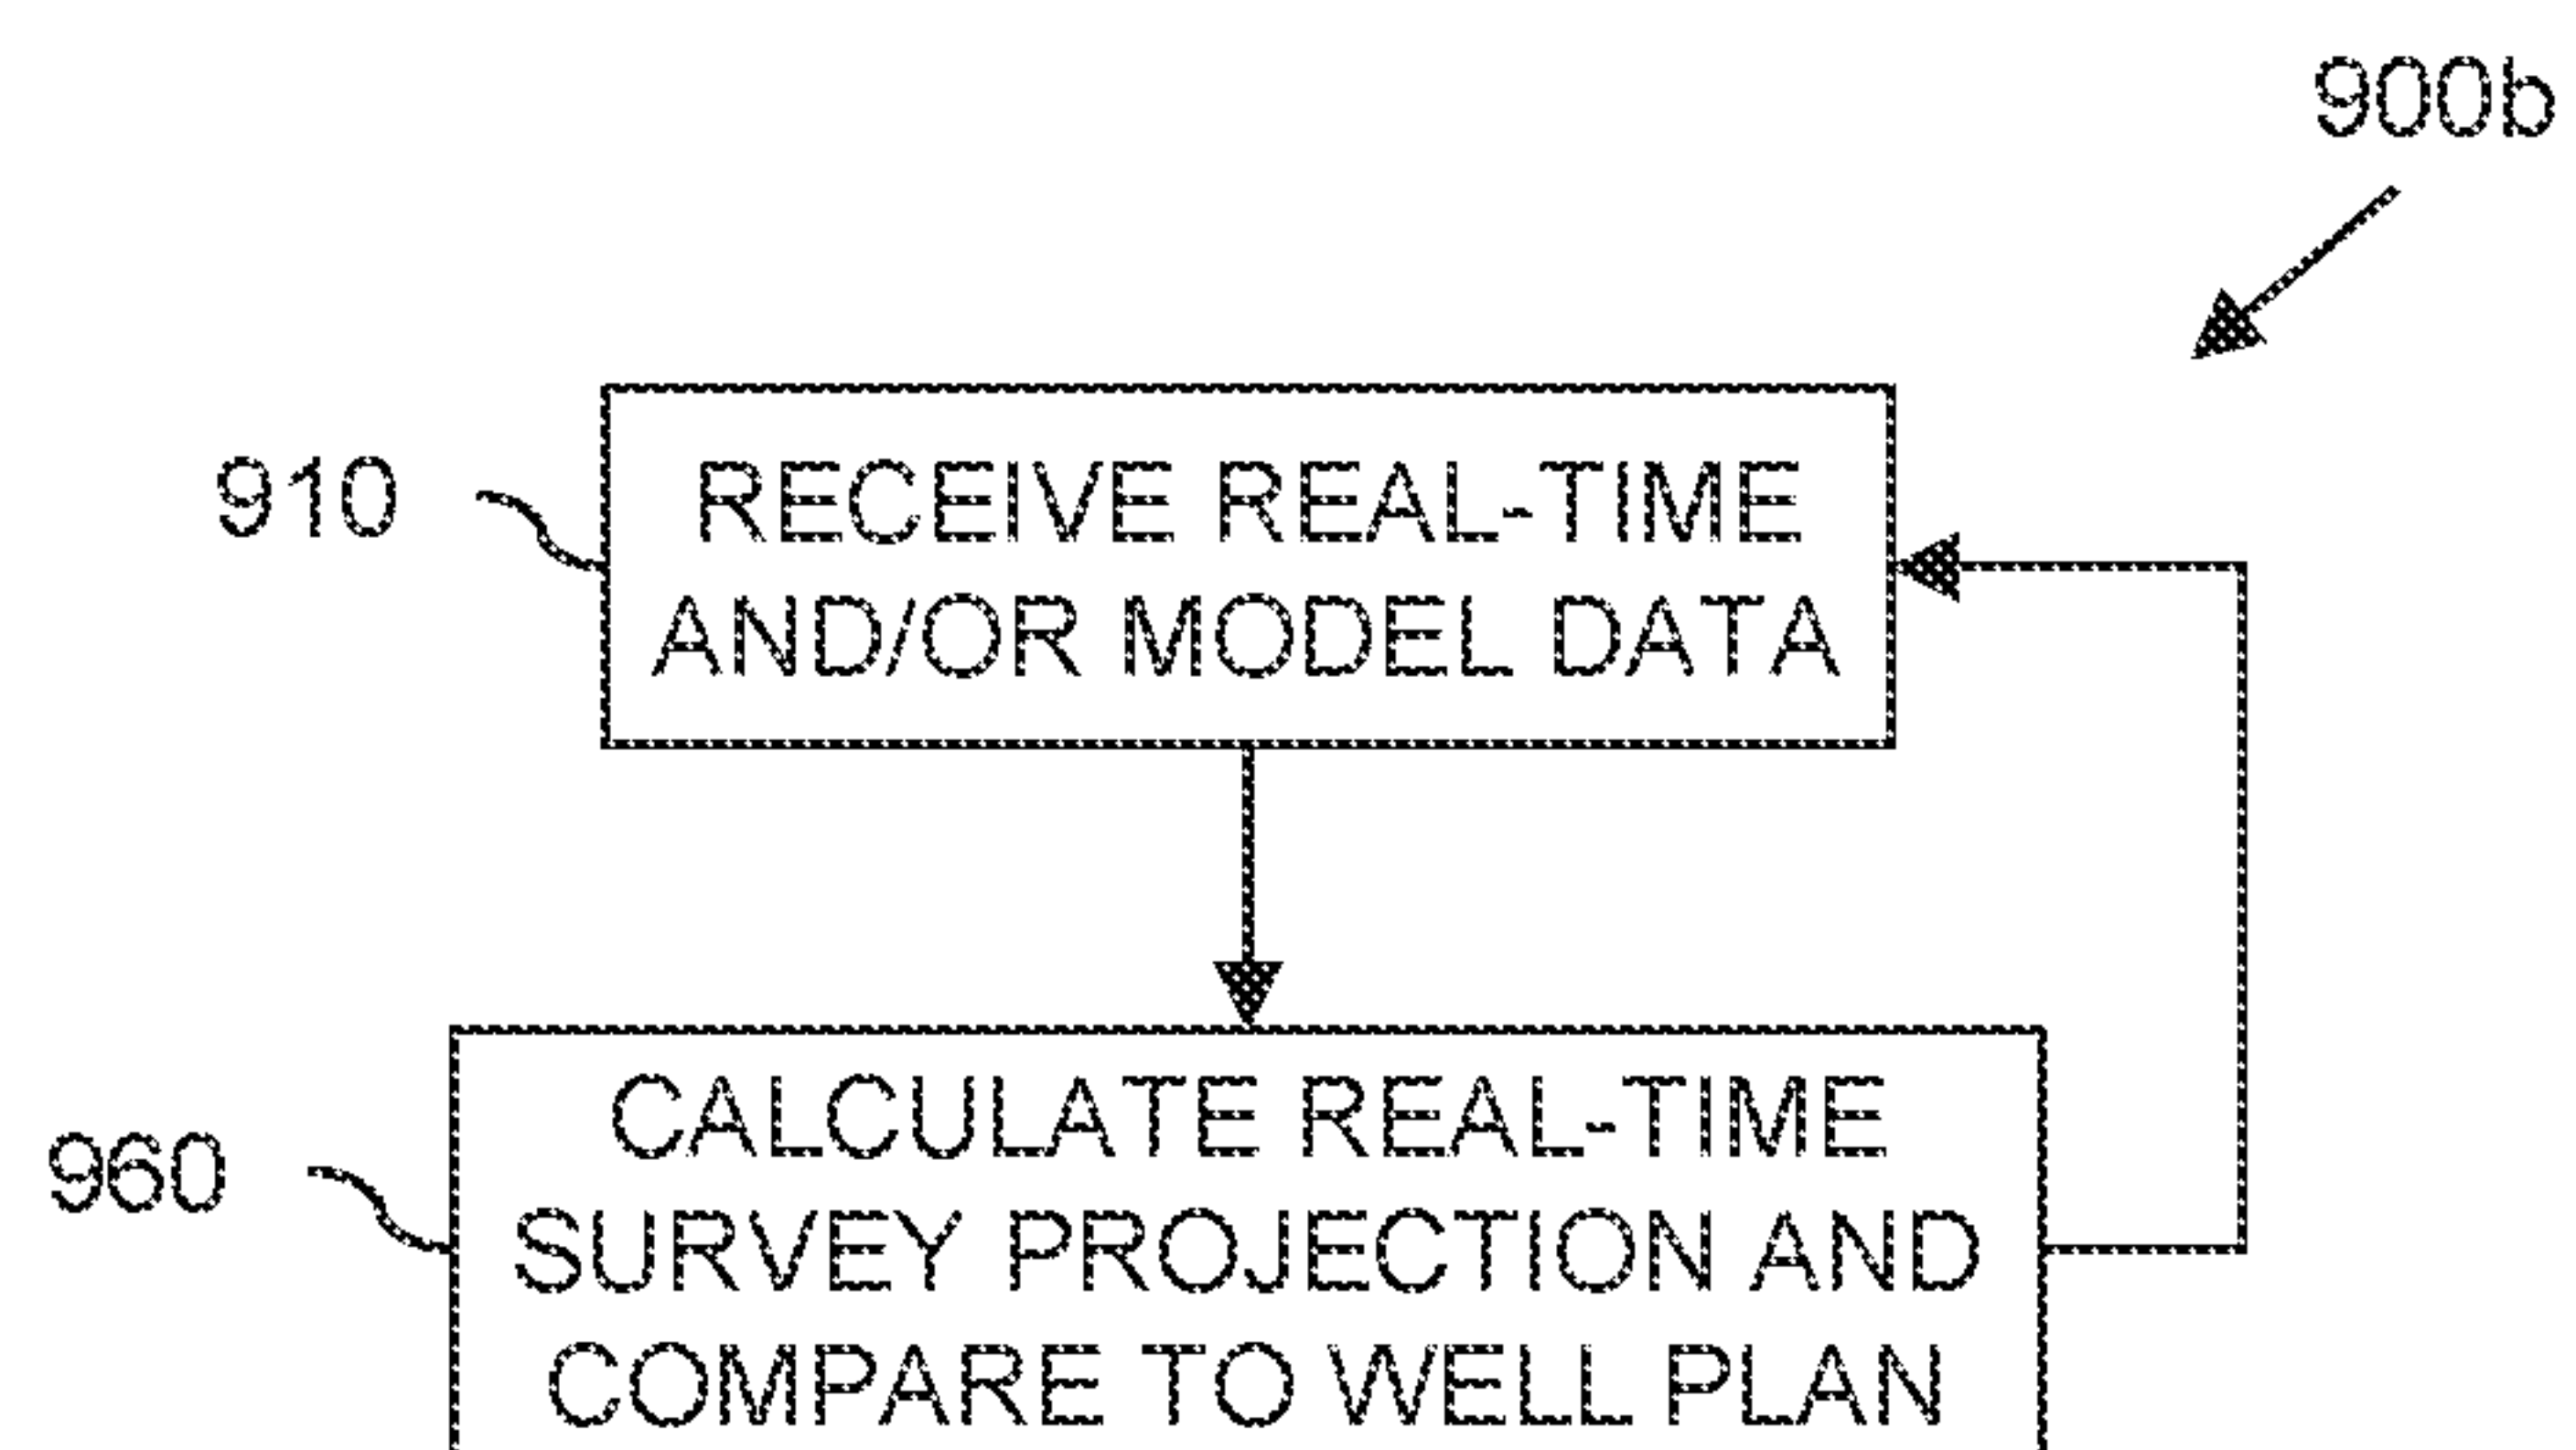 900b
910
RECEIVE REAL-TIME
AND/OR MODEL DATA
960
CALCULATE REAL-TIME
SURVEY PROJECTION AND
COMPARE TO WELL PLAN